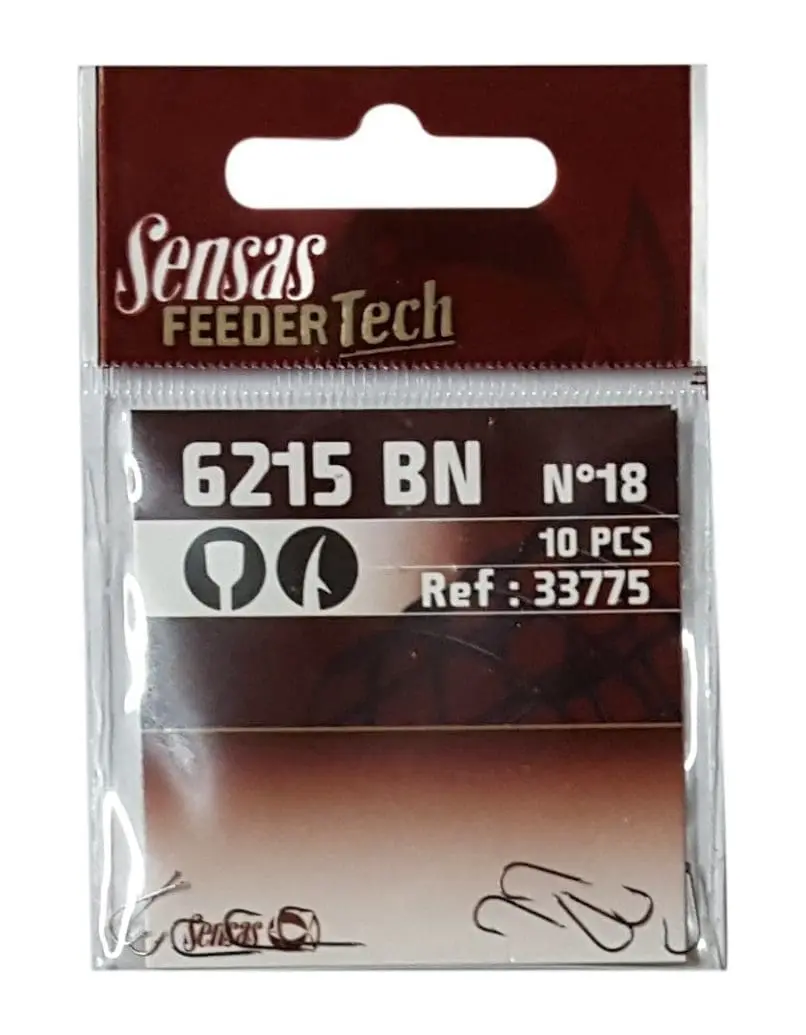 Sensas
FEEDER Tech
6215 BN N°18
10 PCS
Ref : 33775
Sensas